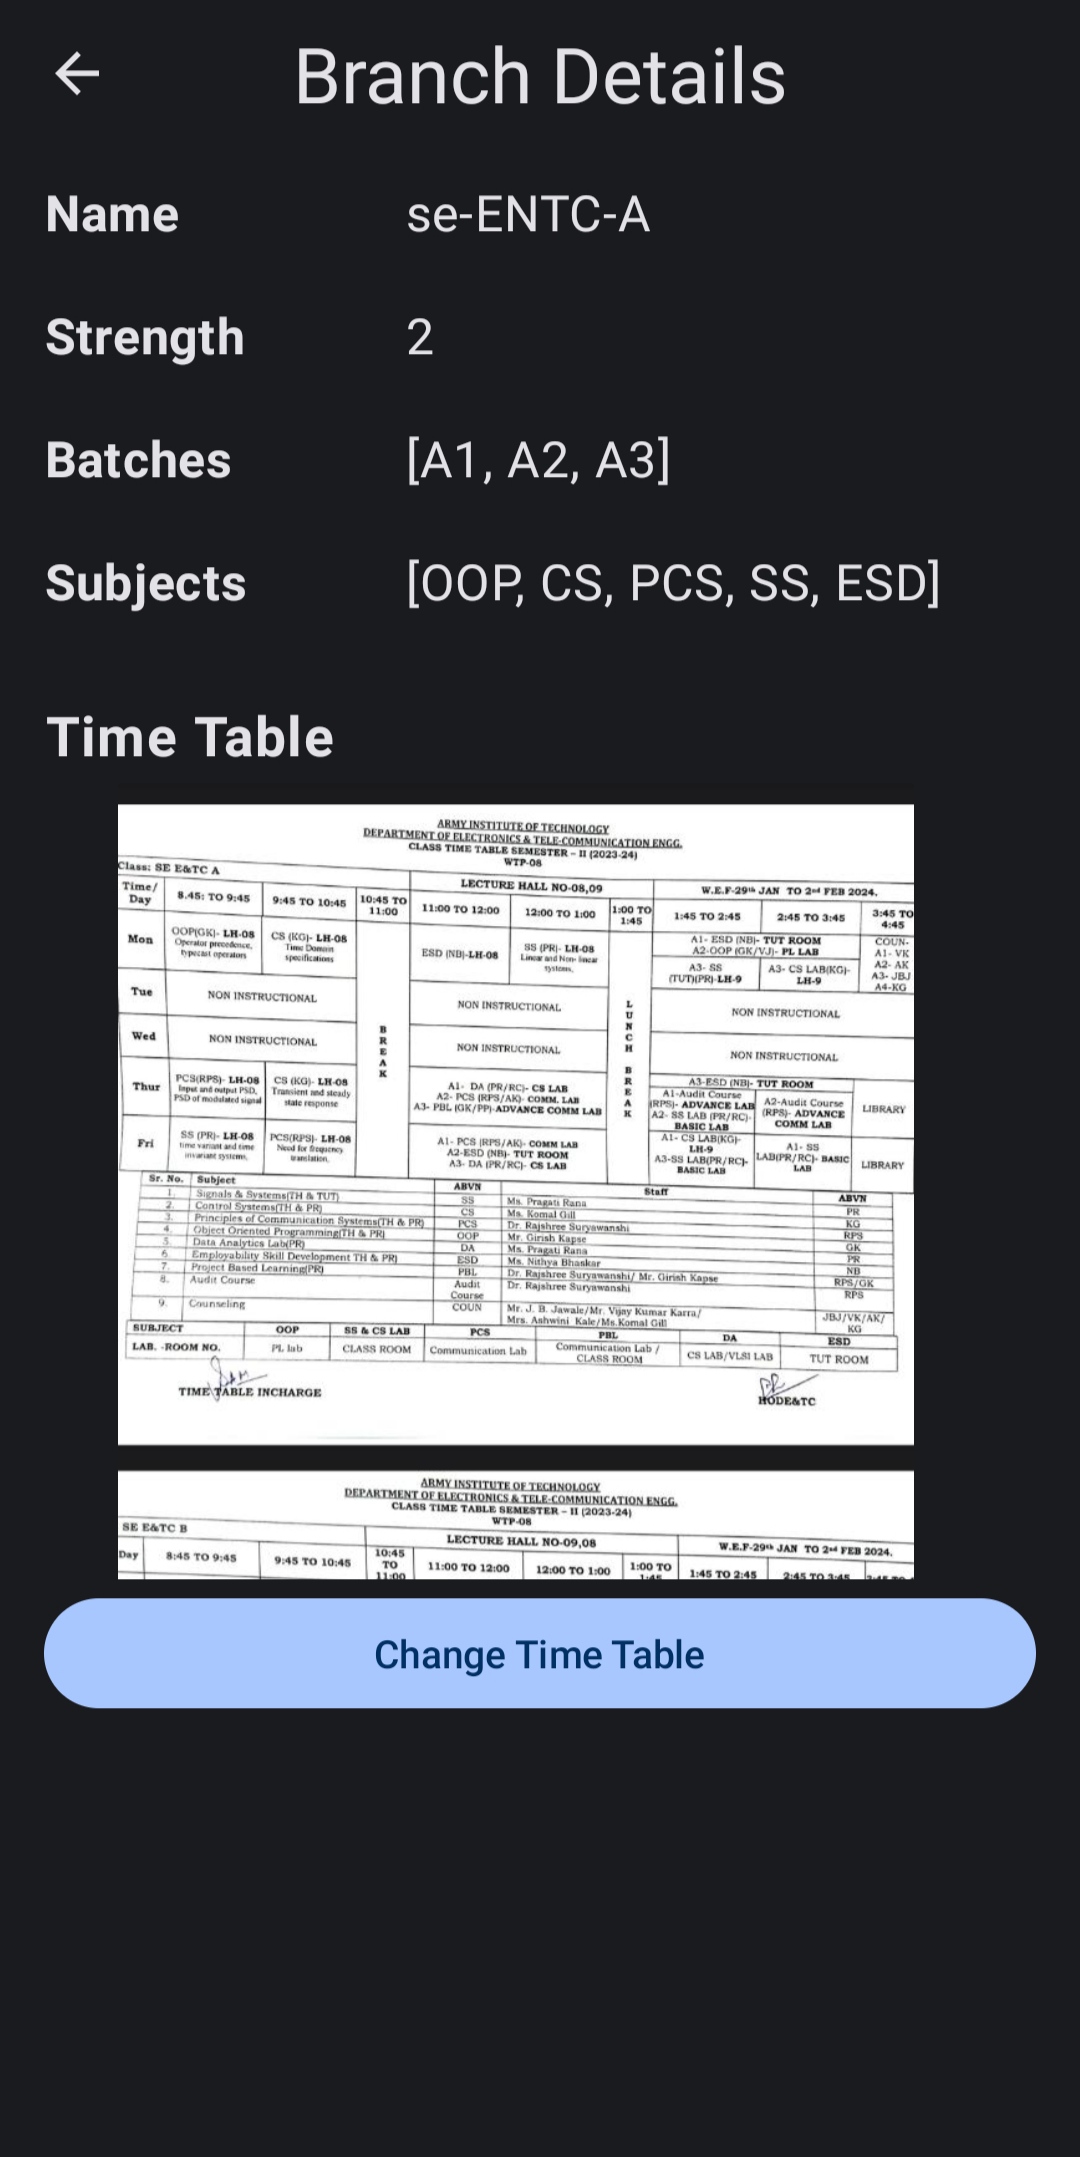 Branch Details
Name se-ENTC-A
Strength 2
Batches [A1, A2, A3]
Subjects [OOP, CS, PCS, SS, ESD]
Time Table
ARMY INSTITUTE OF TECHNOLOGY
DEPARTMENT OF ELECTRONICS & TELE-COMMUNICATION ENGG.
CLASS TIME TABLE SEMESTER – II (2023-24)
WTP-08
Class: SE E&TC A
LECTURE HALL NO-08,09
W.E.F-29th JAN TO 2nd FEB 2024.
Time/
Day
8.45: TO 9:45
9:45 TO 10:45
10:45 TO
11:00
11:00 TO 12:00
12:00 TO 1:00
1:00 TO
1:45
1:45 TO 2:45
2:45 TO 3:45
3:45 TO
4:45
Mon
OOP(GK)- LH-08
Operator precedence,
typecast operators
CS (KG)- LH-08
Time Domain
specifications
BREAK
ESD (NB)-LH-08
SS (PR)- LH-08
Linear and Non- linear
systems,
LUNCH BREAK
A1- ESD (NB)- TUT ROOM
A2-OOP (GK/VJ)- PL LAB
A3- SS
(TUT)(PR)-LH-9
A3- CS LAB(KG)-
LH-9
COUN-
A1- VK
A2- AK
A3- JBJ
A4-KG
Tue
NON INSTRUCTIONAL
NON INSTRUCTIONAL
NON INSTRUCTIONAL
Wed
NON INSTRUCTIONAL
NON INSTRUCTIONAL
NON INSTRUCTIONAL
Thur
PCS(RPS)- LH-08
Input and output PSD,
PSD of modulated signal
CS (KG)- LH-08
Transient and steady
state response
A1- DA (PR/RC)- CS LAB
A2- PCS (RPS/AK)- COMM. LAB
A3- PBL (GK/PP)-ADVANCE COMM LAB
A3-ESD (NB)- TUT ROOM
A1-Audit Course
(RPS)- ADVANCE LAB
A2- SS LAB (PR/RC)-
BASIC LAB
A2-Audit Course
(RPS)- ADVANCE
COMM LAB
LIBRARY
Fri
SS (PR)- LH-08
time variant and time
invariant systems,
PCS(RPS)- LH-08
Need for frequency
translation,
A1- PCS (RPS/AK)- COMM LAB
A2-ESD (NB)- TUT ROOM
A3- DA (PR/RC)- CS LAB
A1- CS LAB(KG)-
LH-9
A3-SS LAB(PR/RC)-
BASIC LAB
A1- SS
LAB(PR/RC)- BASIC
LAB
LIBRARY
Sr. No. Subject ABVN Staff ABVN
1. Signals & Systems(TH & TUT) SS Ms. Pragati Rana PR
2. Control Systems(TH & PR) CS Ms. Komal Gill KG
3. Principles of Communication Systems(TH & PR) PCS Dr. Rajshree Suryawanshi RPS
4. Object Oriented Programming(TH & PR) OOP Mr. Girish Kapse GK
5. Data Analytics Lab(PR) DA Ms. Pragati Rana PR
6. Employability Skill Development TH & PR) ESD Ms. Nithya Bhaskar NB
7. Project Based Learning(PR) PBL Dr. Rajshree Suryawanshi/ Mr. Girish Kapse RPS/GK
8. Audit Course Audit Course Dr. Rajshree Suryawanshi RPS
9. Counseling COUN Mr. J. B. Jawale/Mr. Vijay Kumar Karra/
Mrs. Ashwini Kale/Ms.Komal Gill JBJ/VK/AK/
KG
SUBJECT OOP SS & CS LAB PCS PBL DA ESD
LAB. -ROOM NO. PL lab CLASS ROOM Communication Lab Communication Lab / CLASS ROOM CS LAB/VLSI LAB TUT ROOM
TIME TABLE INCHARGE
HODE&TC
ARMY INSTITUTE OF TECHNOLOGY
DEPARTMENT OF ELECTRONICS & TELE-COMMUNICATION ENGG.
CLASS TIME TABLE SEMESTER – II (2023-24)
WTP-08
SE E&TC B
LECTURE HALL NO-09,08
W.E.F-29th JAN TO 2nd FEB 2024.
Day
8:45 TO 9:45
9:45 TO 10:45
10:45
TO
11:00
11:00 TO 12:00
12:00 TO 1:00
1:00 TO
1:45
1:45 TO 2:45
2:45 TO 3:45
Change Time Table